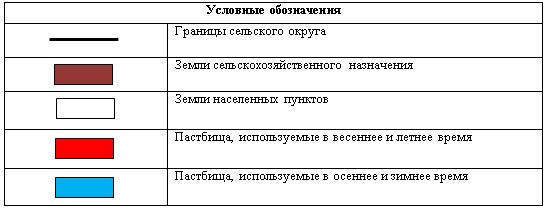 Условные обозначения
Границы сельского округа
Земли сельскохозяйственного назначения
Земли населенных пунктов
Пастбища, используемые в весеннее и летнее время
Пастбища, используемые в осеннее и зимнее время